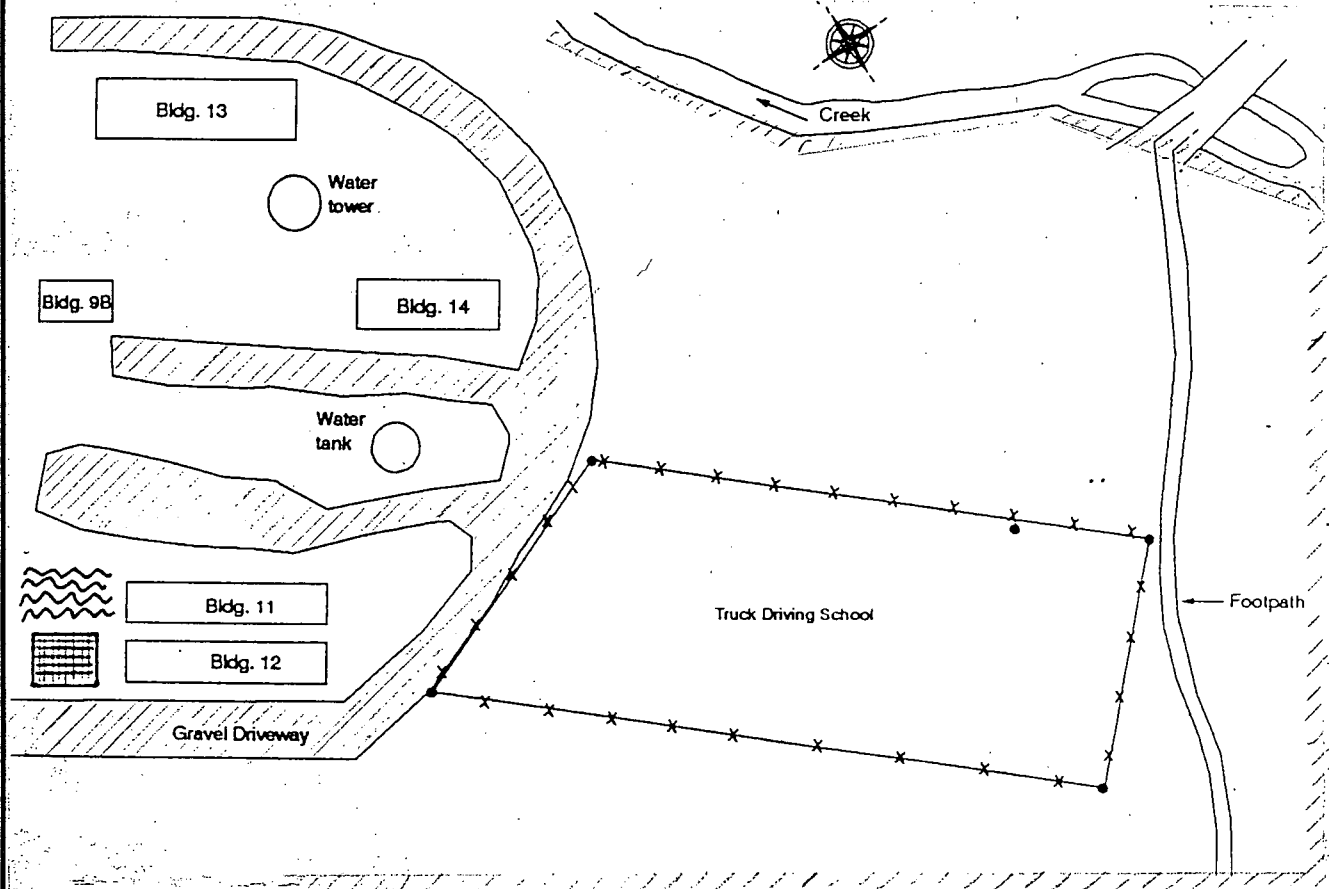 Creek
Bldg. 13
Water
tower
Bldg. 9B
Bldg. 14
Water
tank
Bldg. 11
Truck Driving School
Footpath
Bldg. 12
Gravel Driveway